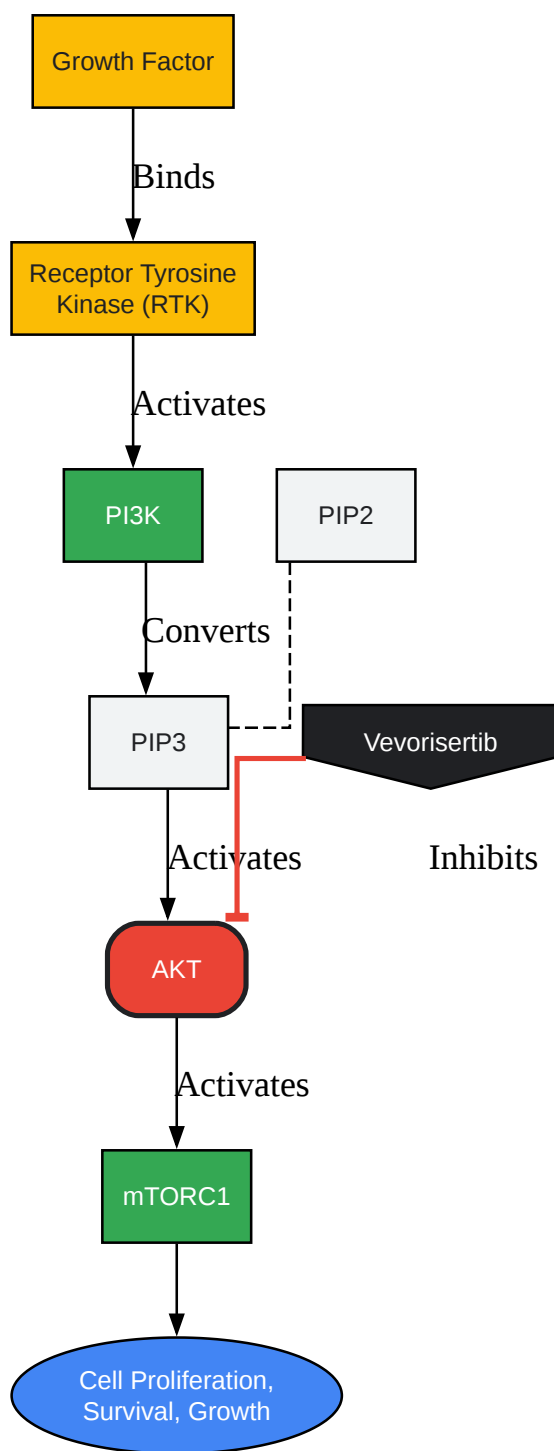 Growth Factor
Binds
Receptor Tyrosine
Kinase (RTK)
Activates
PI3K
PIP2
Converts
PIP3
Vevorisertib
Activates
Inhibits
AKT
Activates
mTORC1
Cell Proliferation,
Survival, Growth